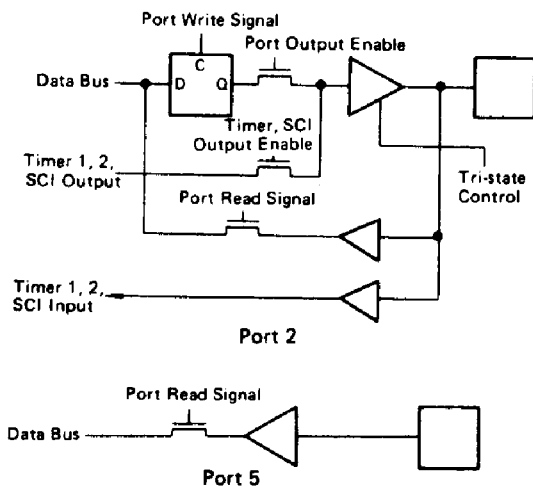 Port Write Signal
Port Output Enable
C
Data Bus
D
Q
Timer, SCI
Output Enable
Timer 1, 2,
SCI Output
Port Read Signal
Tri-state
Control
Timer 1, 2,
SCI Input
Port 2
Port Read Signal
Data Bus
Port 5